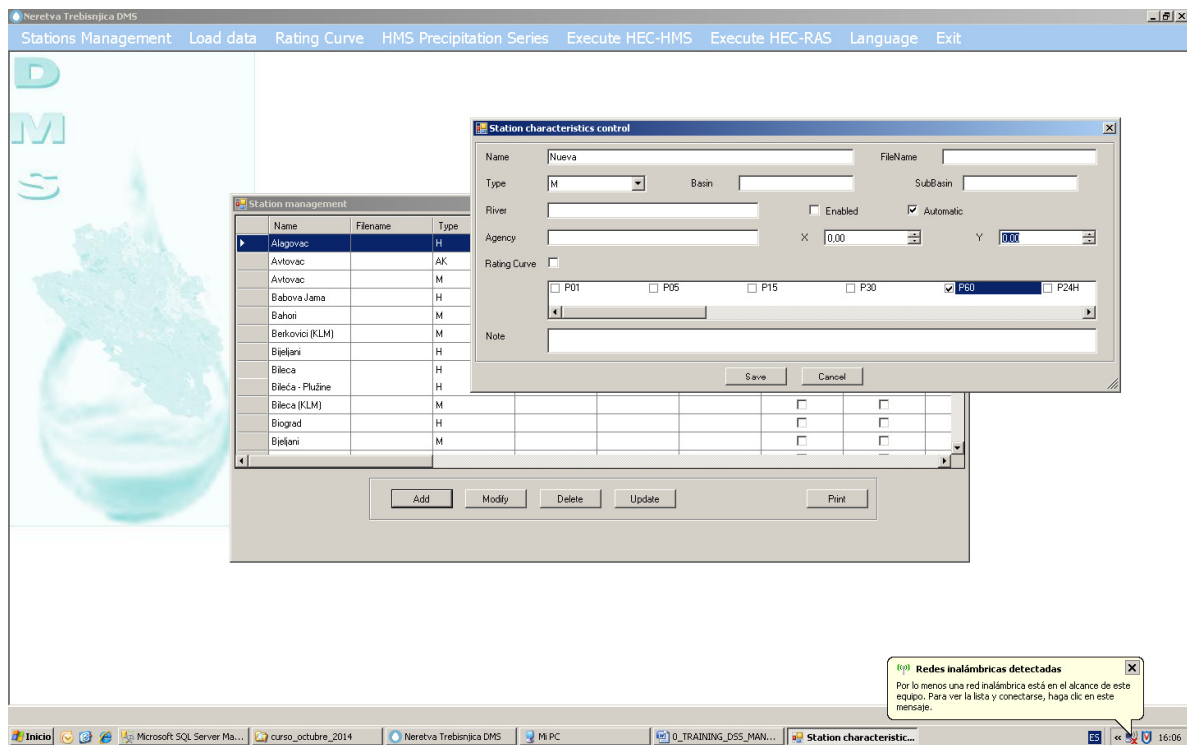 Neretva Trebisnjica DMS
Stations Management Load data Rating Curve HMS Precipitation Series Execute HEC-HMS Execute HEC-RAS Language Exit
D
M
S
Station characteristics control
Name Nueva FileName
Type M Basin SubBasin
River Enabled Automatic
Agency X 0,00 Y 0,00
Rating Curve
P01 P05 P15 P30 P60 P24H
Note
Save Cancel
Station management
Name Filename Type
Alagovac H
Avtovac AK
Avtovac M
Babova Jama H
Bahori M
Berkovici (KLM) M
Bijeljani H
Bileca H
Bileća - Plužine H
Bileca (KLM) M
Biograd H
Bjeljani M
Add Modify Delete Update Print
Redes inalámbricas detectadas
Por lo menos una red inalámbrica está en el alcance de este
equipo. Para ver la lista y conectarse, haga clic en este
mensaje.
Inicio Microsoft SQL Server Ma... curso_octubre_2014 Neretva Trebisnjica DMS Mi PC 0_TRAINING_DSS_MAN... Station characteristic... ES « 16:06